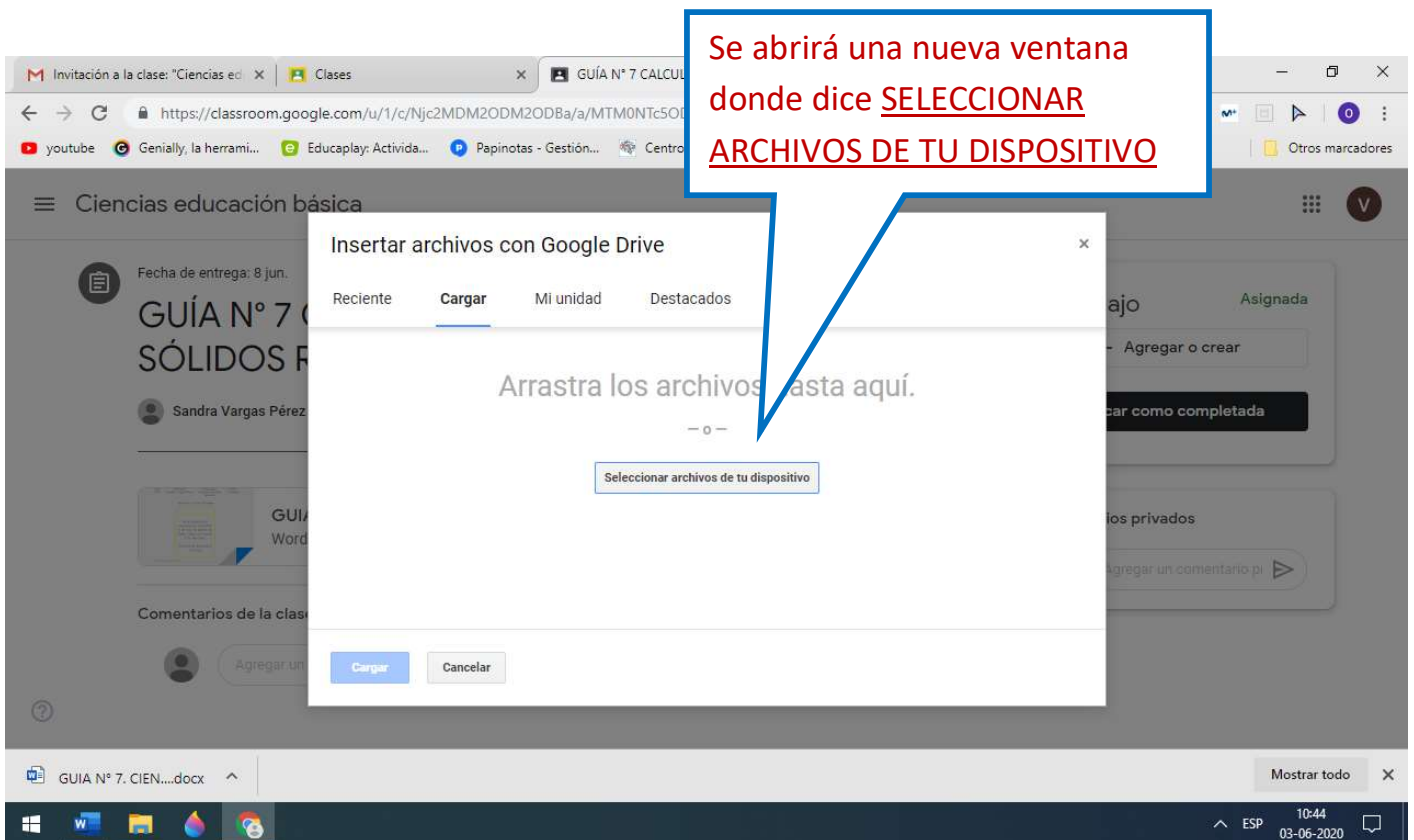 Se abrirá una nueva ventana
donde dice SELECCIONAR
ARCHIVOS DE TU DISPOSITIVO
Invitación a la clase: "Ciencias ed
Clases
GUÍA N° 7 CALCUL
https://classroom.google.com/u/1/c/Njc2MDM2ODM2ODBa/a/MTM0NTc5OD
youtube
Genially, la herrami...
Educaplay: Activida...
Papinotas - Gestión...
Centro
Otros marcadores
O
Ciencias educación básica
V
Insertar archivos con Google Drive
Reciente
Cargar
Mi unidad
Destacados
Arrastra los archivos hasta aquí.
— o —
Seleccionar archivos de tu dispositivo
Cargar
Cancelar
Fecha de entrega: 8 jun.
GUÍA N° 7
SÓLIDOS R
Sandra Vargas Pérez
GUI
Word
Comentarios de la clas
Agregar un
ajo
Asignada
Agregar o crear
car como completada
ios privados
Agregar un comentario pi
GUIA N° 7. CIEN....docx
Mostrar todo
ESP
10:44
03-06-2020